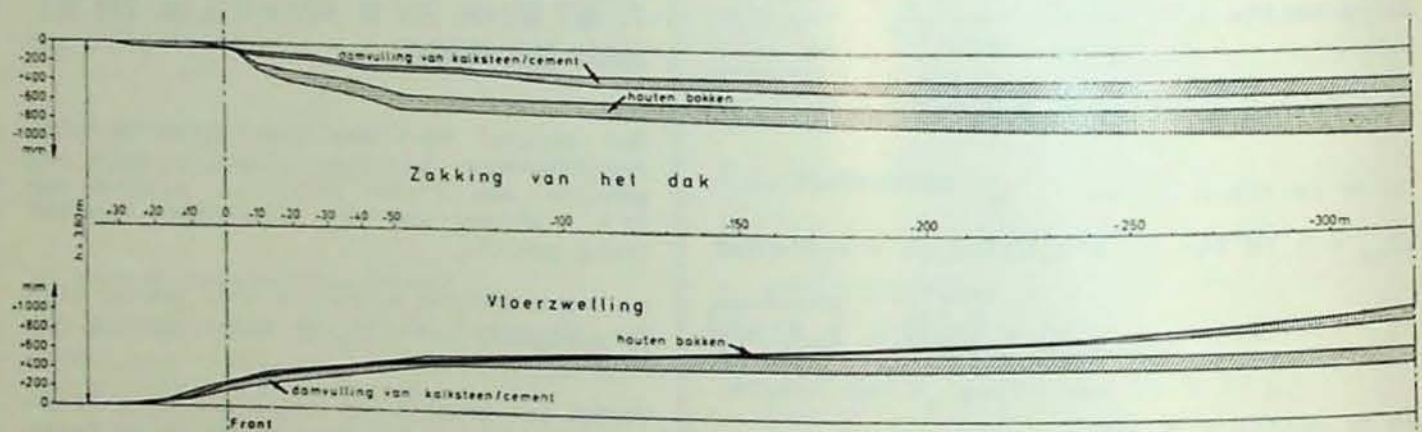 0
-200
-400
-600
-800
-1000
mm
damvulling van kalksteen/cement
houten bokken
Zakking van het dak
h = 3.80 m
+30 +20 +10 0 -10 -20 -30 -40 -50 -100 -150 -200 -250 -300m
mm
+1000
+800
+600
+400
+200
0
Vloerzwelling
houten bokken
damvulling van kalksteen/cement
Front